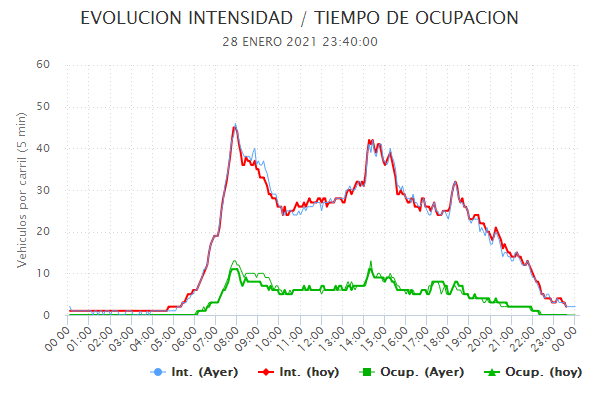 EVOLUCION INTENSIDAD / TIEMPO DE OCUPACION
28 ENERO 2021 23:40:00
Vehiculos por carril (5 min)
60
50
40
30
20
10
0
00:00 01:00 02:00 03:00 04:00 05:00 06:00 07:00 08:00 09:00 10:00 11:00 12:00 13:00 14:00 15:00 16:00 17:00 18:00 19:00 20:00 21:00 22:00 23:00 00:00
Int. (Ayer) Int. (hoy) Ocup. (Ayer) Ocup. (hoy)